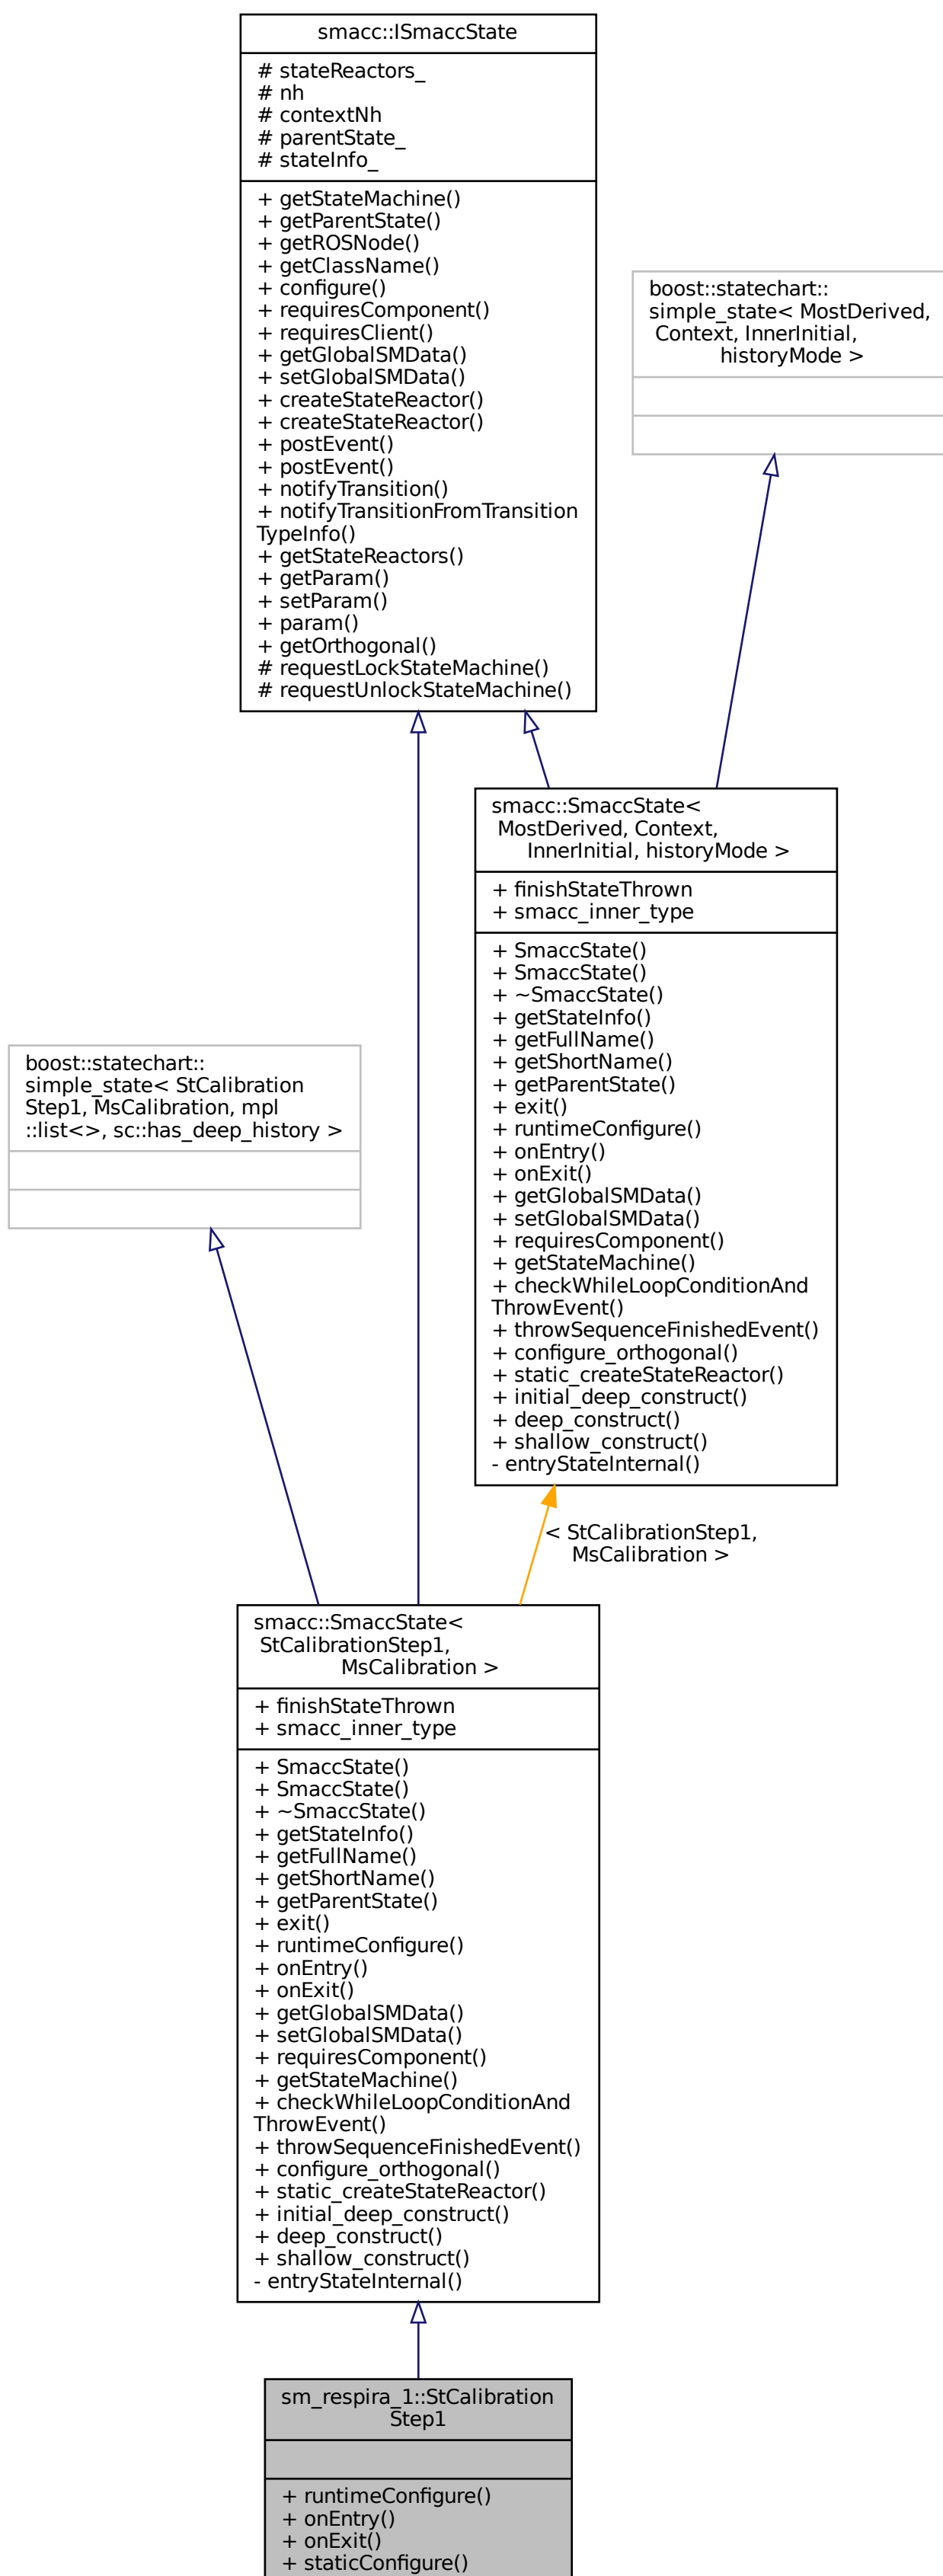 smacc::ISmaccState
# stateReactors_
# nh
# contextNh
# parentState_
# stateInfo_
+ getStateMachine()
+ getParentState()
+ getROSNode()
+ getClassName()
+ configure()
+ requiresComponent()
+ requiresClient()
+ getGlobalSMData()
+ setGlobalSMData()
+ createStateReactor()
+ createStateReactor()
+ postEvent()
+ postEvent()
+ notifyTransition()
+ notifyTransitionFromTransition
TypeInfo()
+ getStateReactors()
+ getParam()
+ setParam()
+ param()
+ getOrthogonal()
# requestLockStateMachine()
# requestUnlockStateMachine()
boost::statechart::
simple_state< MostDerived,
Context, InnerInitial,
historyMode >
smacc::SmaccState<
MostDerived, Context,
InnerInitial, historyMode >
+ finishStateThrown
+ smacc_inner_type
+ SmaccState()
+ SmaccState()
+ ~SmaccState()
+ getStateInfo()
+ getFullName()
+ getShortName()
+ getParentState()
+ exit()
+ runtimeConfigure()
+ onEntry()
+ onExit()
+ getGlobalSMData()
+ setGlobalSMData()
+ requiresComponent()
+ getStateMachine()
+ checkWhileLoopConditionAnd
ThrowEvent()
+ throwSequenceFinishedEvent()
+ configure_orthogonal()
+ static_createStateReactor()
+ initial_deep_construct()
+ deep_construct()
+ shallow_construct()
- entryStateInternal()
boost::statechart::
simple_state< StCalibration
Step1, MsCalibration, mpl
::list<>, sc::has_deep_history >
< StCalibrationStep1,
MsCalibration >
smacc::SmaccState<
StCalibrationStep1,
MsCalibration >
+ finishStateThrown
+ smacc_inner_type
+ SmaccState()
+ SmaccState()
+ ~SmaccState()
+ getStateInfo()
+ getFullName()
+ getShortName()
+ getParentState()
+ exit()
+ runtimeConfigure()
+ onEntry()
+ onExit()
+ getGlobalSMData()
+ setGlobalSMData()
+ requiresComponent()
+ getStateMachine()
+ checkWhileLoopConditionAnd
ThrowEvent()
+ throwSequenceFinishedEvent()
+ configure_orthogonal()
+ static_createStateReactor()
+ initial_deep_construct()
+ deep_construct()
+ shallow_construct()
- entryStateInternal()
sm_respira_1::StCalibration
Step1
+ runtimeConfigure()
+ onEntry()
+ onExit()
+ staticConfigure()